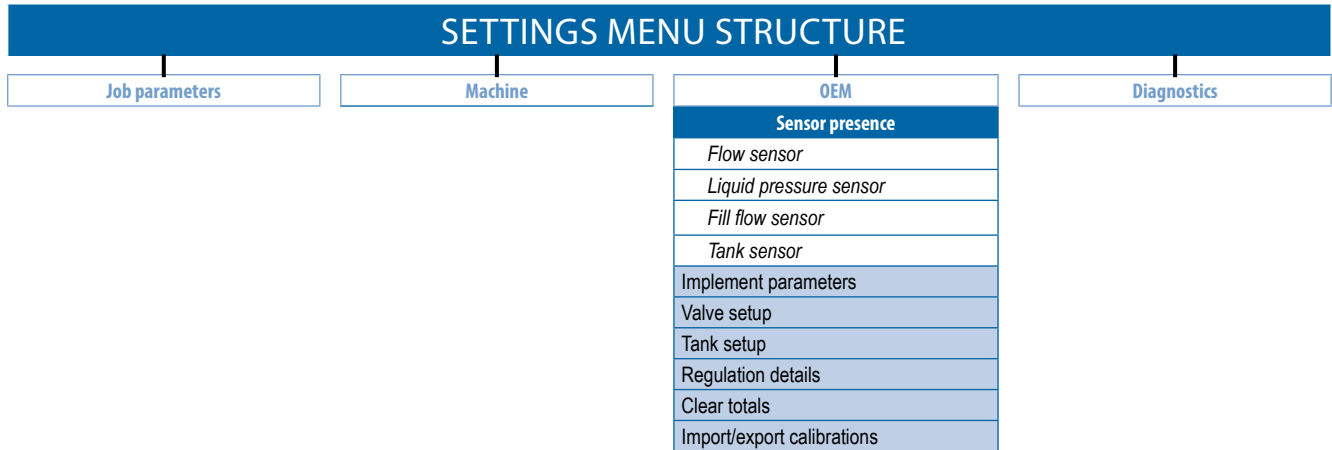 SETTINGS MENU STRUCTURE
Job parameters
Machine
OEM
Diagnostics
Sensor presence
Flow sensor
Liquid pressure sensor
Fill flow sensor
Tank sensor
Implement parameters
Valve setup
Tank setup
Regulation details
Clear totals
Import/export calibrations